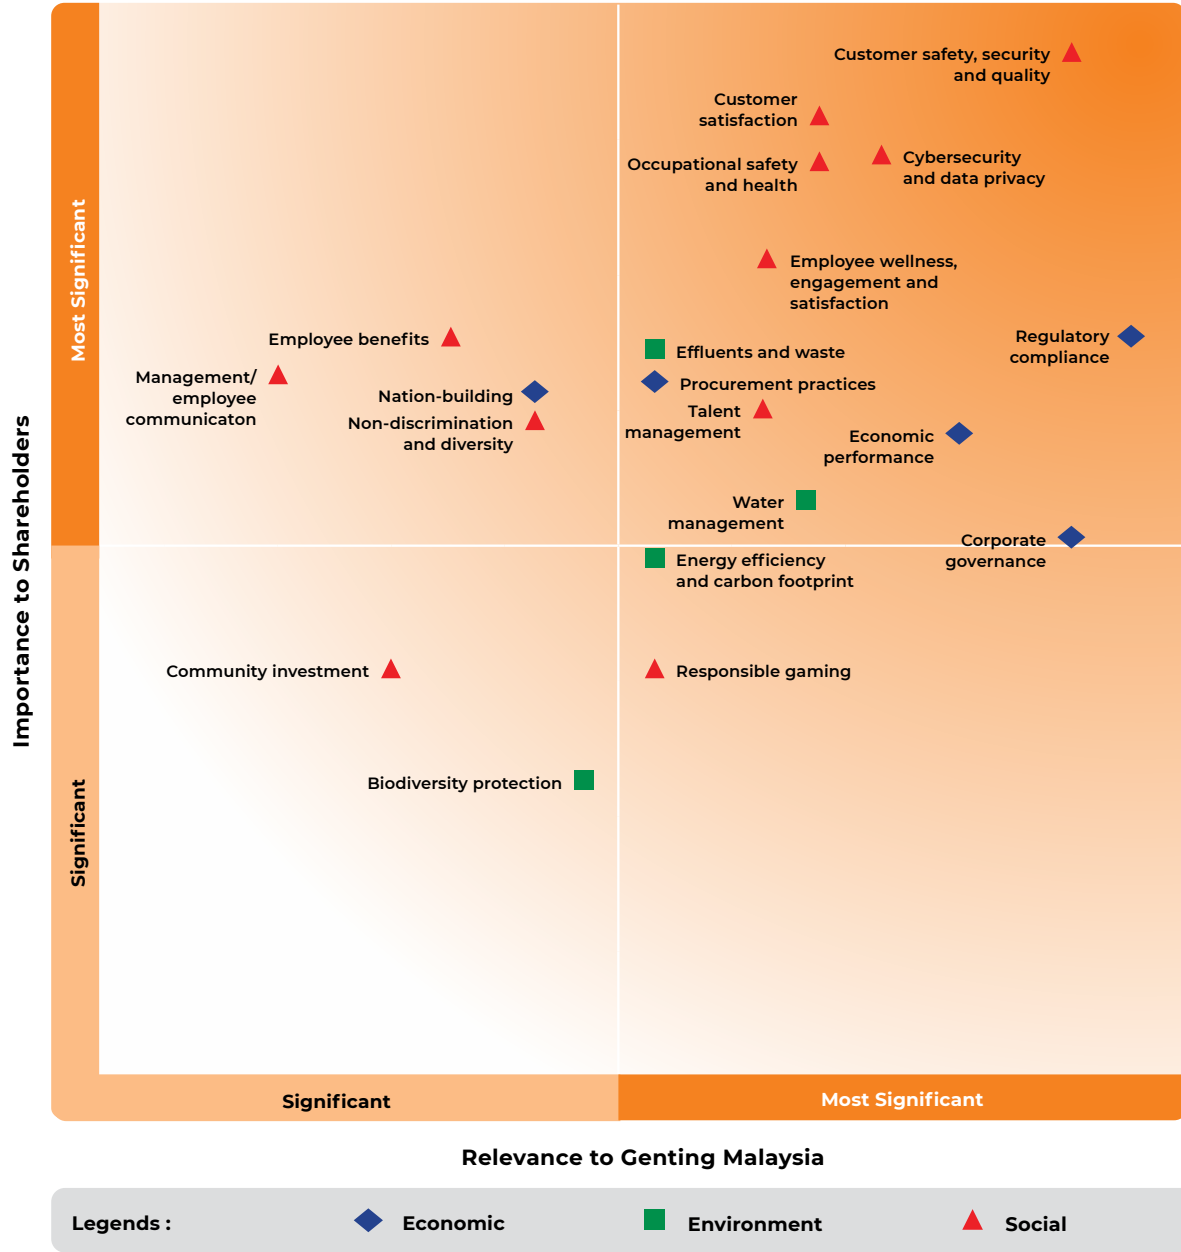 Customer safety, security
and quality
Customer
satisfaction
Occupational safety
and health
Cybersecurity
and data privacy
Employee wellness,
engagement and
satisfaction
Employee benefits
Regulatory
compliance
Effluents and waste
Management/
employee
communicaton
Nation-building
Procurement practices
Non-discrimination
and diversity
Talent
management
Economic
performance
Water
management
Corporate
governance
Energy efficiency
and carbon footprint
Community investment
Responsible gaming
Biodiversity protection
Importance to Shareholders
Most Significant
Significant
Significant
Most Significant
Relevance to Genting Malaysia
Legends :
Economic
Environment
Social